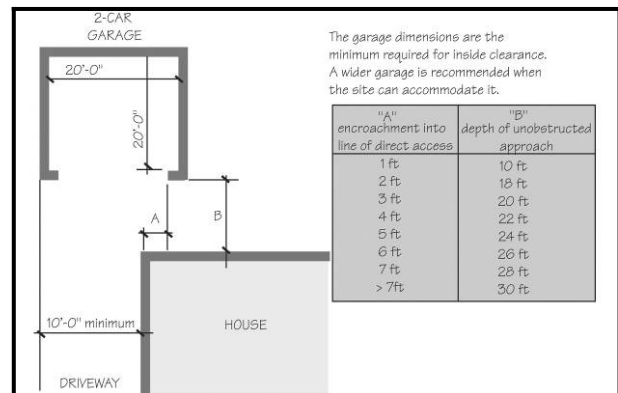 2-CAR
GARAGE
20'-0"
20'-0"
A
B
10'-0" minimum
HOUSE
DRIVEWAY
The garage dimensions are the
minimum required for inside clearance.
A wider garage is recommended when
the site can accommodate it.
"A" "B"
encroachment into depth of unobstructed
line of direct access approach
1 ft 10 ft
2 ft 18 ft
3 ft 20 ft
4 ft 22 ft
5 ft 24 ft
6 ft 26 ft
7 ft 28 ft
> 7ft 30 ft